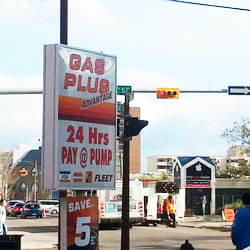 GAS
PLUS
ADVANTAGE
24 Hrs
PAY @ PUMP
FLEET
SAVE
5